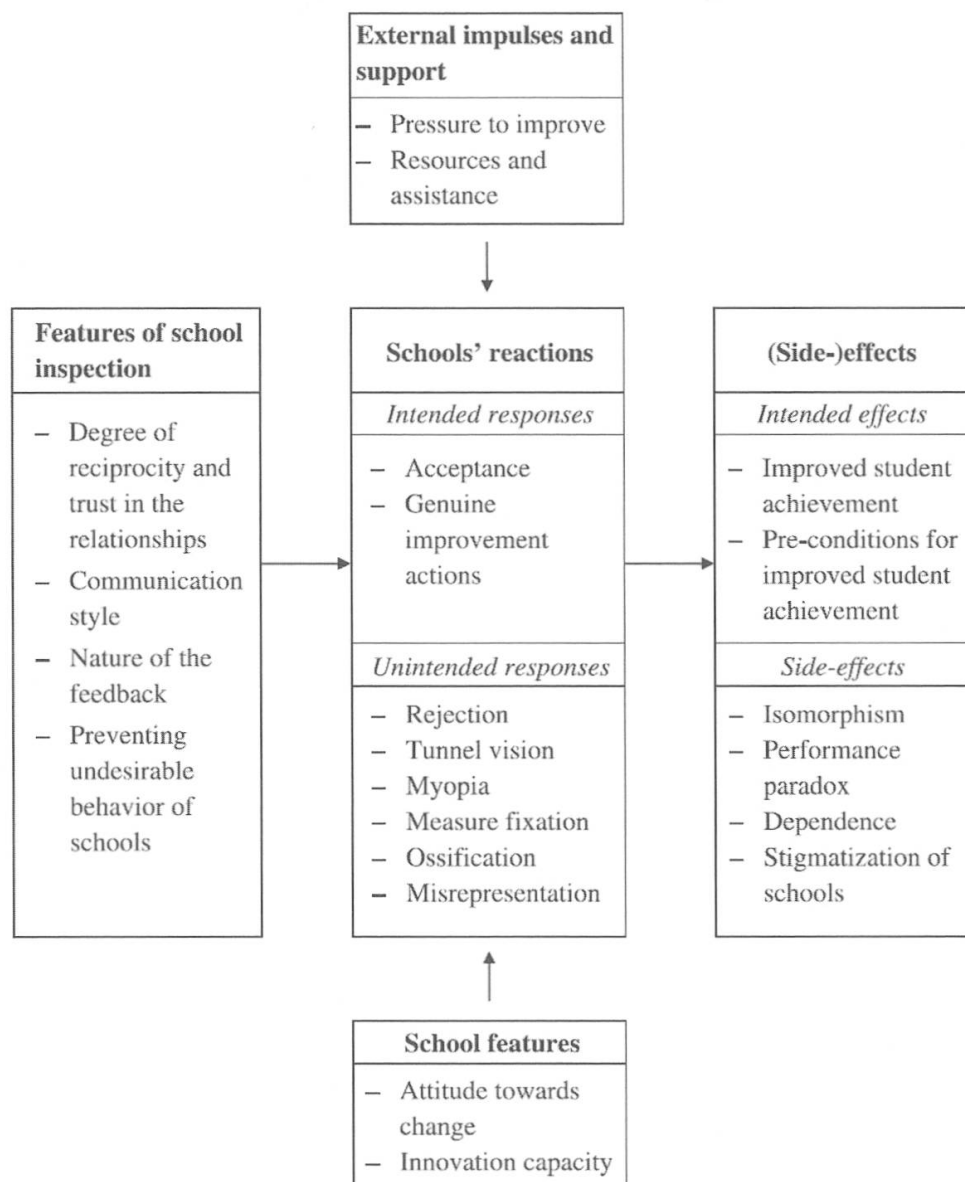 External impulses and
support
– Pressure to improve
– Resources and
assistance
Features of school
inspection
– Degree of
reciprocity and
trust in the
relationships
– Communication
style
– Nature of the
feedback
– Preventing
undesirable
behavior of
schools
Schools' reactions
Intended responses
– Acceptance
– Genuine
improvement
actions
Unintended responses
– Rejection
– Tunnel vision
– Myopia
– Measure fixation
– Ossification
– Misrepresentation
(Side-)effects
Intended effects
– Improved student
achievement
– Pre-conditions for
improved student
achievement
Side-effects
– Isomorphism
– Performance
paradox
– Dependence
– Stigmatization of
schools
School features
– Attitude towards
change
– Innovation capacity